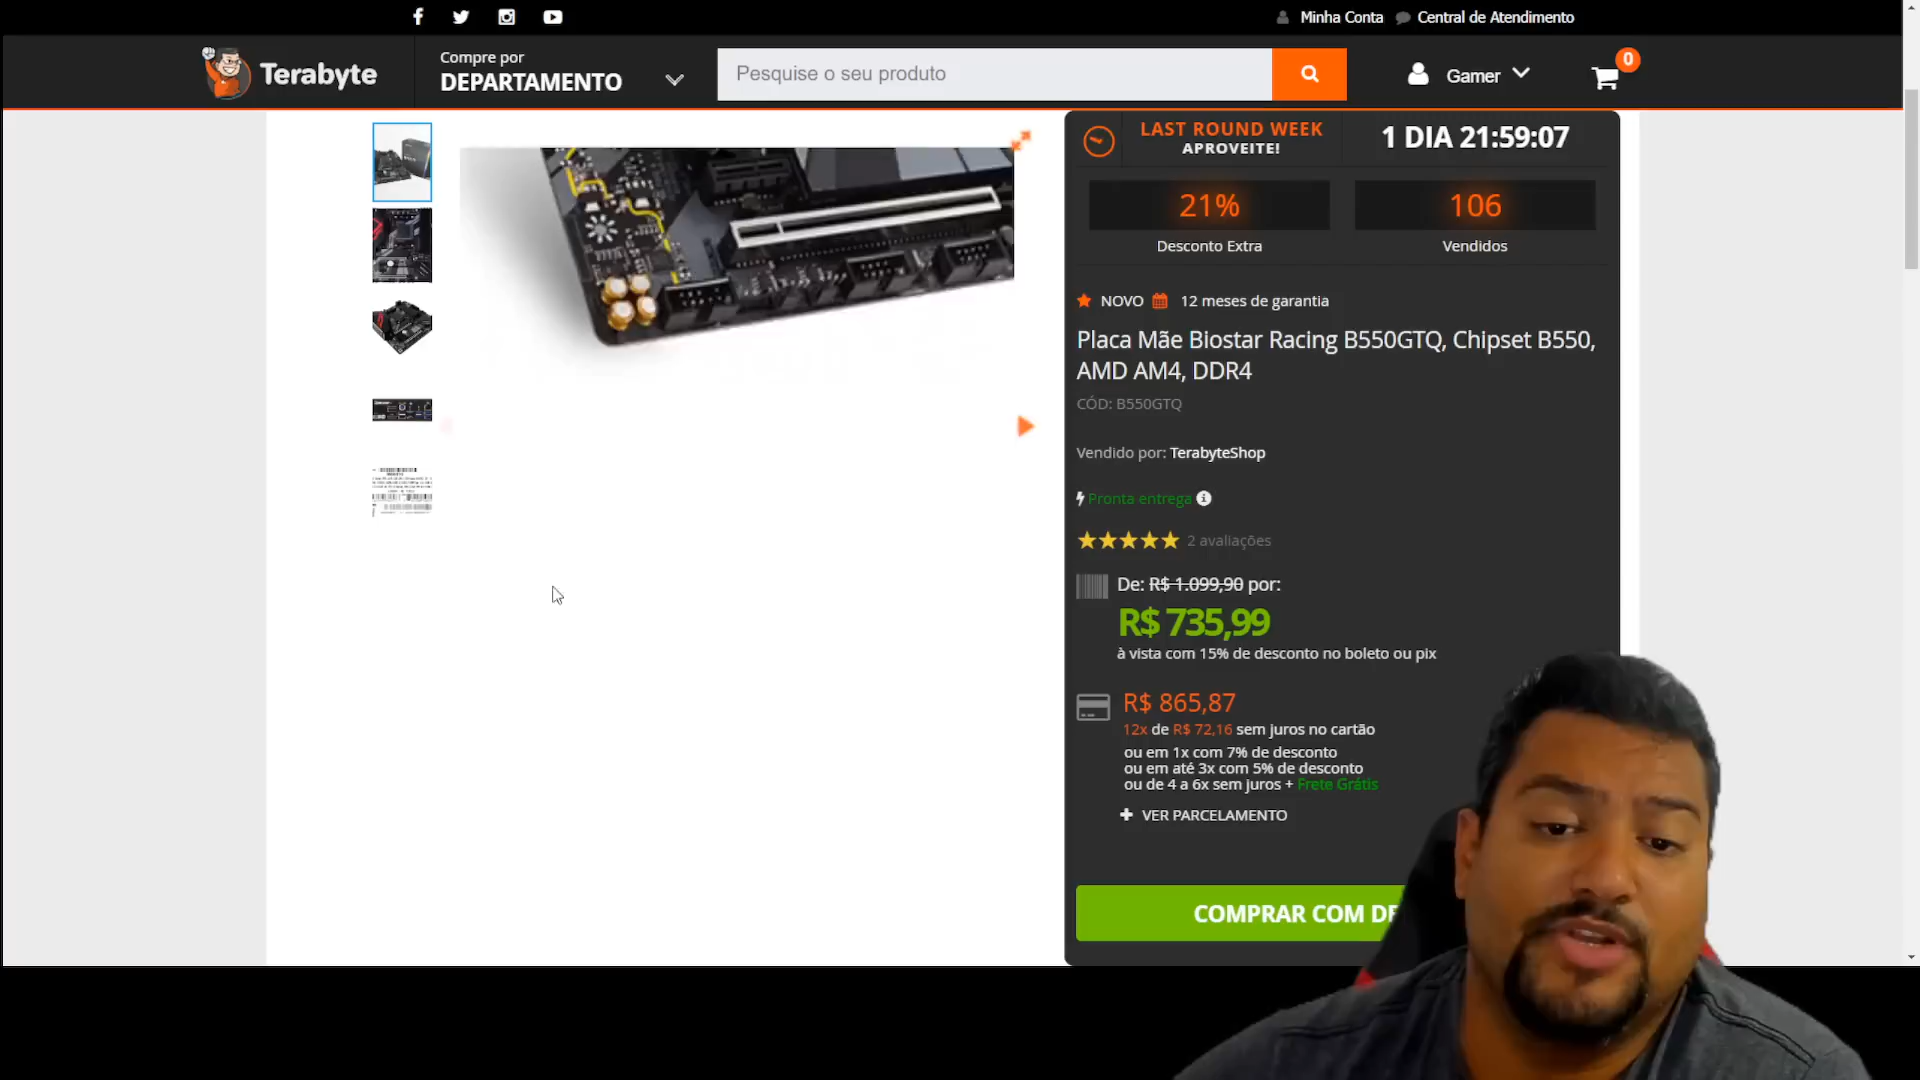 Minha Conta
Central de Atendimento
Terabyte
Compre por
DEPARTAMENTO
Pesquise o seu produto
Gamer
0
LAST ROUND WEEK
APROVEITE!
1 DIA 21:59:07
21%
Desconto Extra
106
Vendidos
NOVO
12 meses de garantia
Placa Mãe Biostar Racing B550GTQ, Chipset B550,
AMD AM4, DDR4
CÓD: B550GTQ
Vendido por: TerabyteShop
Pronta entrega
2 avaliações
De: R$ 1.099,90 por:
R$ 735,99
à vista com 15% de desconto no boleto ou pix
R$ 865,87
12x de R$ 72,16 sem juros no cartão
ou em 1x com 7% de desconto
ou em até 3x com 5% de desconto
ou de 4 a 6x sem juros + Frete Grátis
+ VER PARCELAMENTO
COMPRAR COM DE